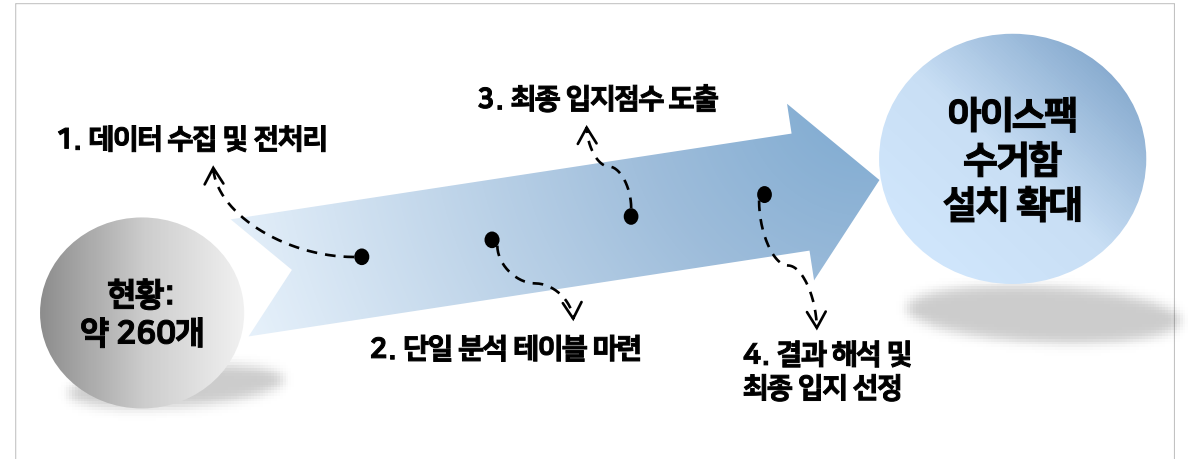 현황:
약 260개
1. 데이터 수집 및 전처리
2. 단일 분석 테이블 마련
3. 최종 입지점수 도출
4. 결과 해석 및
최종 입지 선정
아이스팩
수거함
설치 확대